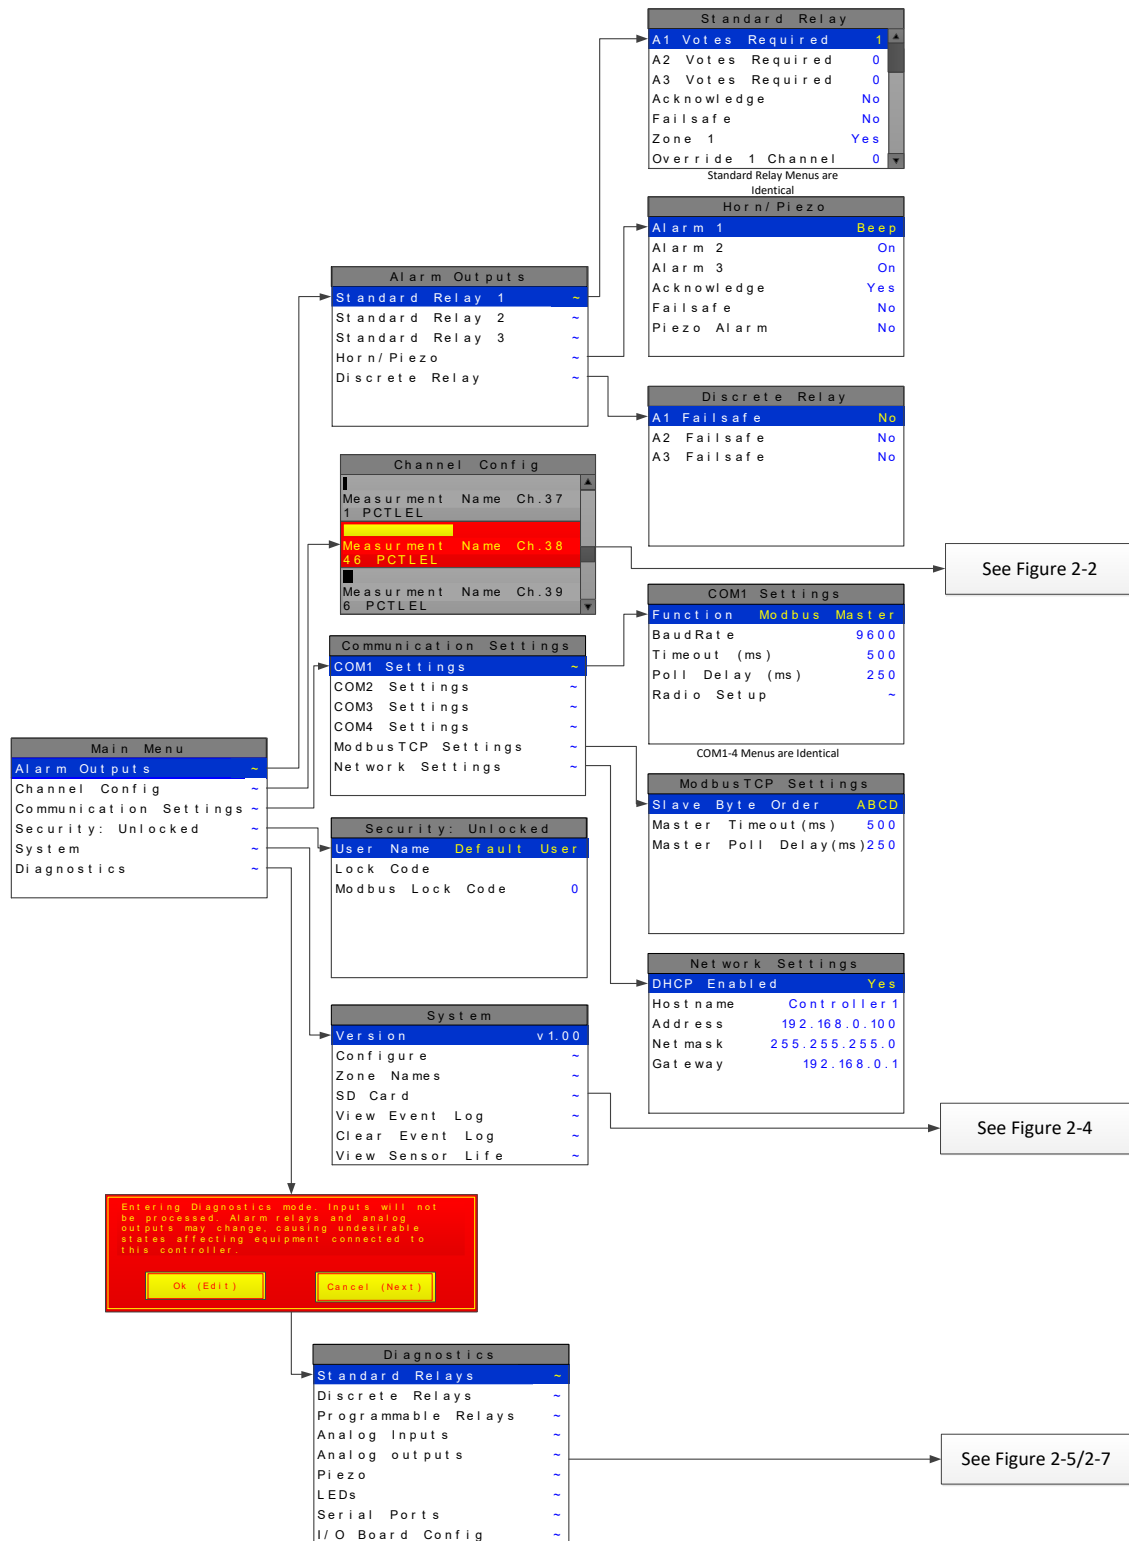 Standard Relay
A1 Votes Required 1
A2 Votes Required 0
A3 Votes Required 0
Acknowledge No
Failsafe No
Zone 1 Yes
Override 1 Channel 0
Standard Relay Menus are
Identical
Horn/Piezo
Alarm 1 Beep
Alarm 2 On
Alarm 3 On
Acknowledge Yes
Failsafe No
Piezo Alarm No
Alarm Outputs
Standard Relay 1 ~
Standard Relay 2 ~
Standard Relay 3 ~
Horn/Piezo ~
Discrete Relay ~
Discrete Relay
A1 Failsafe No
A2 Failsafe No
A3 Failsafe No
Channel Config
Measurment Name Ch.37
1 PCTLEL
Measurment Name Ch.38
46 PCTLEL
Measurment Name Ch.39
6 PCTLEL
See Figure 2-2
COM1 Settings
Function Modbus Master
BaudRate 9600
Timeout (ms) 500
Poll Delay (ms) 250
Radio Setup ~
COM1-4 Menus are Identical
Communication Settings
COM1 Settings ~
COM2 Settings ~
COM3 Settings ~
COM4 Settings ~
ModbusTCP Settings ~
Network Settings ~
Main Menu
Alarm Outputs ~
Channel Config ~
Communication Settings ~
Security: Unlocked ~
System ~
Diagnostics ~
ModbusTCP Settings
Slave Byte Order ABCD
Master Timeout(ms) 500
Master Poll Delay(ms) 250
Security: Unlocked
User Name Default User
Lock Code
Modbus Lock Code 0
Network Settings
DHCP Enabled Yes
Hostname Controller1
Address 192.168.0.100
Netmask 255.255.255.0
Gateway 192.168.0.1
System
Version v1.00
Configure ~
Zone Names ~
SD Card ~
View Event Log ~
Clear Event Log ~
View Sensor Life ~
See Figure 2-4
Entering Diagnostics mode. Inputs will not
be processed. Alarm relays and analog
outputs may change, causing undesirable
states affecting equipment connected to
this controller.
Ok (Edit)
Cancel (Next)
Diagnostics
Standard Relays ~
Discrete Relays ~
Programmable Relays ~
Analog Inputs ~
Analog outputs ~
Piezo ~
LEDs ~
Serial Ports ~
I/O Board Config ~
See Figure 2-5/2-7